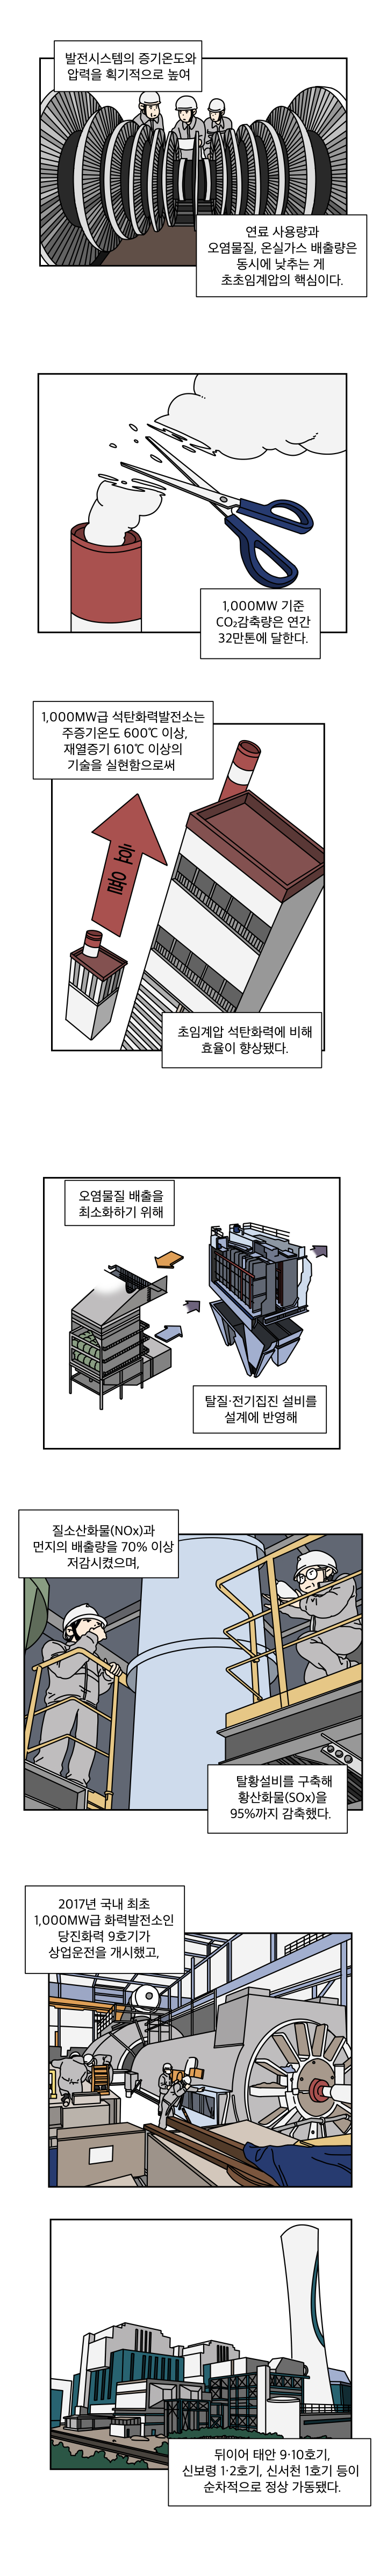 발전시스템의 증기온도와
압력을 획기적으로 높여
연료 사용량과
오염물질, 온실가스 배출량은
동시에 낮추는 게
초초임계압의 핵심이다.
1,000MW 기준
CO₂감축량은 연간
32만톤에 달한다.
1,000MW급 석탄화력발전소는
주증기온도 600℃ 이상,
재열증기 610℃ 이상의
기술을 실현함으로써
효율
초임계압 석탄화력에 비해
효율이 향상됐다.
오염물질 배출을
최소화하기 위해
탈질·전기집진 설비를
설계에 반영해
질소산화물(NOx)과
먼지의 배출량을 70% 이상
저감시켰으며,
탈황설비를 구축해
황산화물(SOx)을
95%까지 감축했다.
2017년 국내 최초
1,000MW급 화력발전소인
당진화력 9호기가
상업운전을 개시했고,
뒤이어 태안 9·10호기,
신보령 1·2호기, 신서천 1호기 등이
순차적으로 정상 가동됐다.